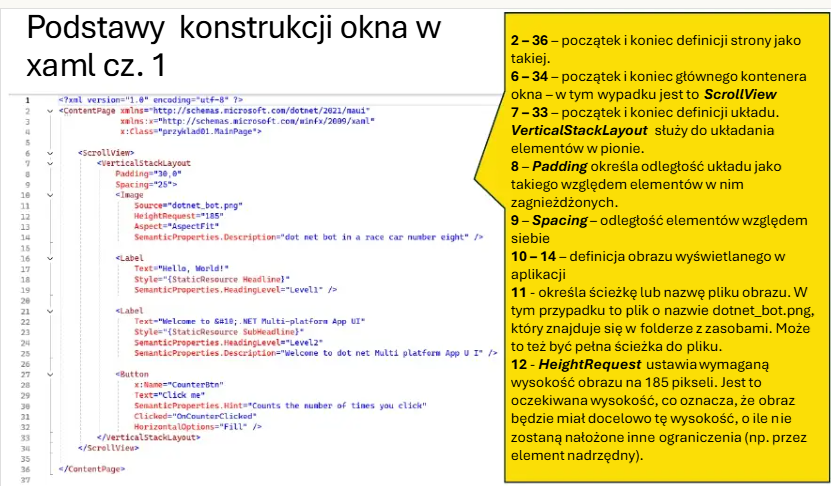 Podstawy konstrukcji okna w
xaml cz. 1
1 <?xml version="1.0" encoding="utf-8" ?>
2 <ContentPage xmlns="http://schemas.microsoft.com/dotnet/2021/maui"
3 xmlns:x="http://schemas.microsoft.com/winfx/2009/xaml"
4 x:Class="przyklad01.MainPage">
5
6 <ScrollView>
7 <VerticalStackLayout
8 Padding="30,0"
9 Spacing="25">
10 <Image
11 Source="dotnet_bot.png"
12 HeightRequest="185"
13 Aspect="AspectFit"
14 SemanticProperties.Description="dot net bot in a race car number eight" />
15
16 <Label
17 Text="Hello, World!"
18 Style="{StaticResource Headline}"
19 SemanticProperties.HeadingLevel="Level1" />
20
21 <Label
22 Text="Welcome to &#10;.NET Multi-platform App UI"
23 Style="{StaticResource SubHeadline}"
24 SemanticProperties.HeadingLevel="Level2"
25 SemanticProperties.Description="Welcome to dot net Multi platform App U I" />
26
27 <Button
28 x:Name="CounterBtn"
29 Text="Click me"
30 SemanticProperties.Hint="Counts the number of times you click"
31 Clicked="OnCounterClicked"
32 HorizontalOptions="Fill" />
33 </VerticalStackLayout>
34 </ScrollView>
35
36 </ContentPage>
37
2 – 36 – początek i koniec definicji strony jako
takiej.
6 – 34 – początek i koniec głównego kontenera
okna – w tym wypadku jest to ScrollView
7 – 33 – początek i koniec definicji układu.
VerticalStackLayout służy do układania
elementów w pionie.
8 – Padding określa odległość układu jako
takiego względem elementów w nim
zagnieżdżonych.
9 – Spacing – odległość elementów względem
siebie
10 – 14 – definicja obrazu wyświetlanego w
aplikacji
11 - określa ścieżkę lub nazwę pliku obrazu. W
tym przypadku to plik o nazwie dotnet_bot.png,
który znajduje się w folderze z zasobami. Może
to też być pełna ścieżka do pliku.
12 - HeightRequest ustawia wymaganą
wysokość obrazu na 185 pikseli. Jest to
oczekiwana wysokość, co oznacza, że obraz
będzie miał docelowo tę wysokość, o ile nie
zostaną nałożone inne ograniczenia (np. przez
element nadrzędny).